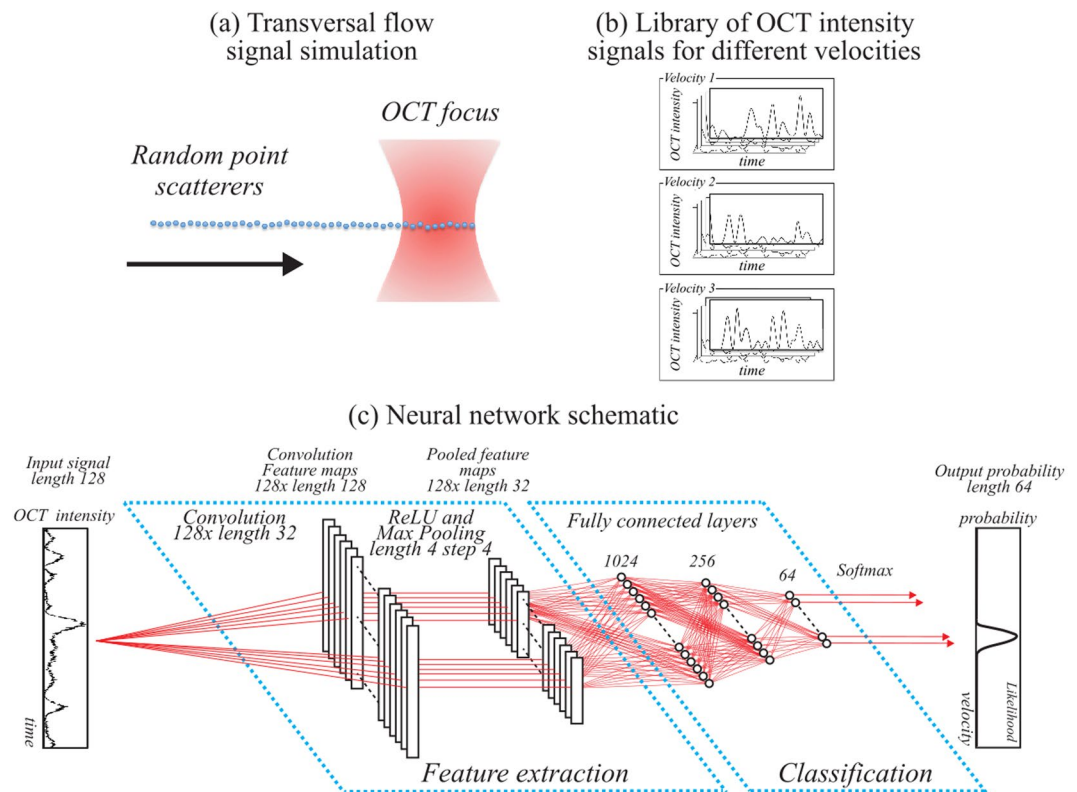 (a) Transversal flow
signal simulation
OCT focus
Random point
scatterers
(b) Library of OCT intensity
signals for different velocities
Velocity 1
OCT intensity
time
Velocity 2
OCT intensity
time
Velocity 3
OCT intensity
time
(c) Neural network schematic
Input signal
length 128
OCT intensity
time
Convolution
Feature maps
128x length 128
Pooled feature
maps
128x length 32
Convolution
128x length 32
ReLU and
Max Pooling
length 4 step 4
Feature extraction
Fully connected layers
1024
256
64
Softmax
Classification
Output probability
length 64
probability
velocity
Likelihood